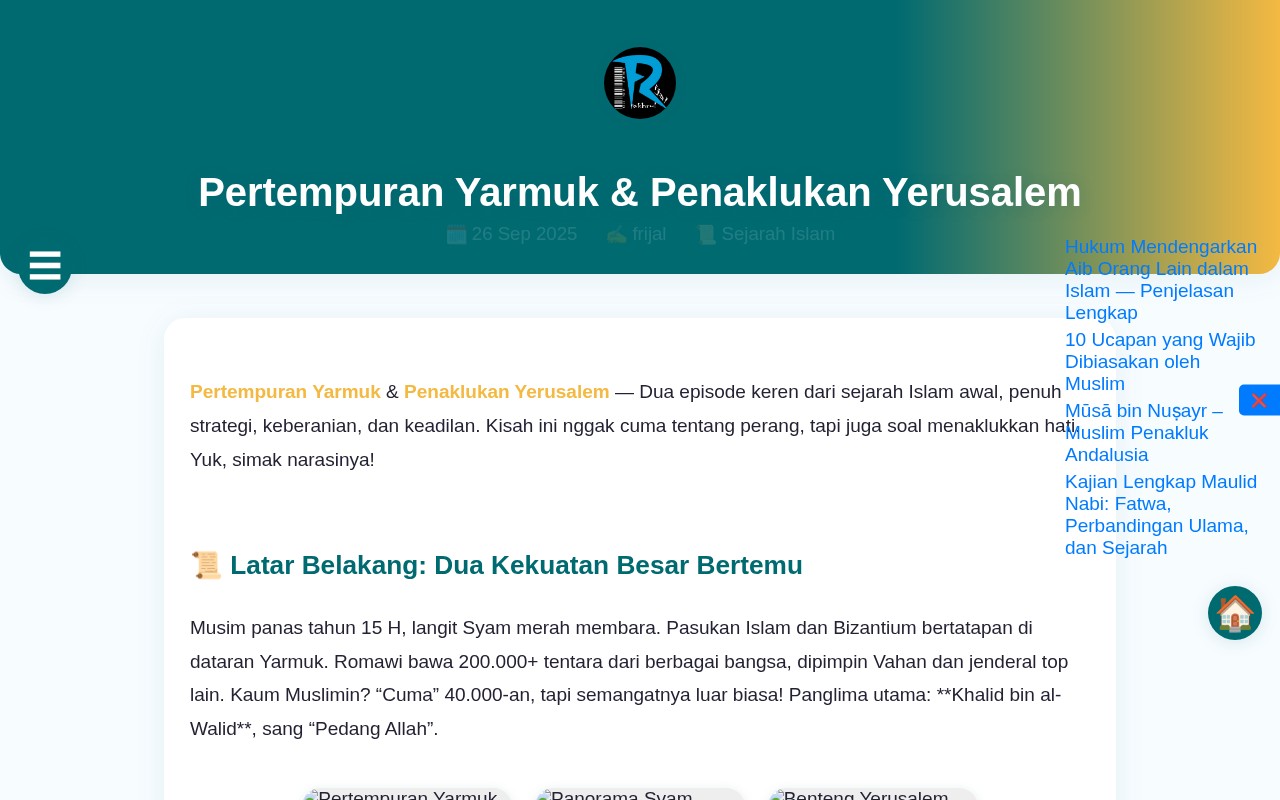 Pertempuran Yarmuk & Penaklukan Yerusalem
🗓️ 26 Sep 2025 ✍️ frijal 📜 Sejarah Islam
☰
Hukum Mendengarkan
Aib Orang Lain dalam
Islam — Penjelasan
Lengkap
10 Ucapan yang Wajib
Dibiasakan oleh
Muslim
Mūsā bin Nuṣayr –
Muslim Penakluk
Andalusia
Kajian Lengkap Maulid
Nabi: Fatwa,
Perbandingan Ulama,
dan Sejarah
❌
Pertempuran Yarmuk & Penaklukan Yerusalem — Dua episode keren dari sejarah Islam awal, penuh
strategi, keberanian, dan keadilan. Kisah ini nggak cuma tentang perang, tapi juga soal menaklukkan hati.
Yuk, simak narasinya!
📜 Latar Belakang: Dua Kekuatan Besar Bertemu
🏠
Musim panas tahun 15 H, langit Syam merah membara. Pasukan Islam dan Bizantium bertatapan di
dataran Yarmuk. Romawi bawa 200.000+ tentara dari berbagai bangsa, dipimpin Vahan dan jenderal top
lain. Kaum Muslimin? “Cuma” 40.000-an, tapi semangatnya luar biasa! Panglima utama: **Khalid bin al-
Walid**, sang “Pedang Allah”.
Pertempuran Yarmuk
Panorama Syam
Benteng Yerusalem